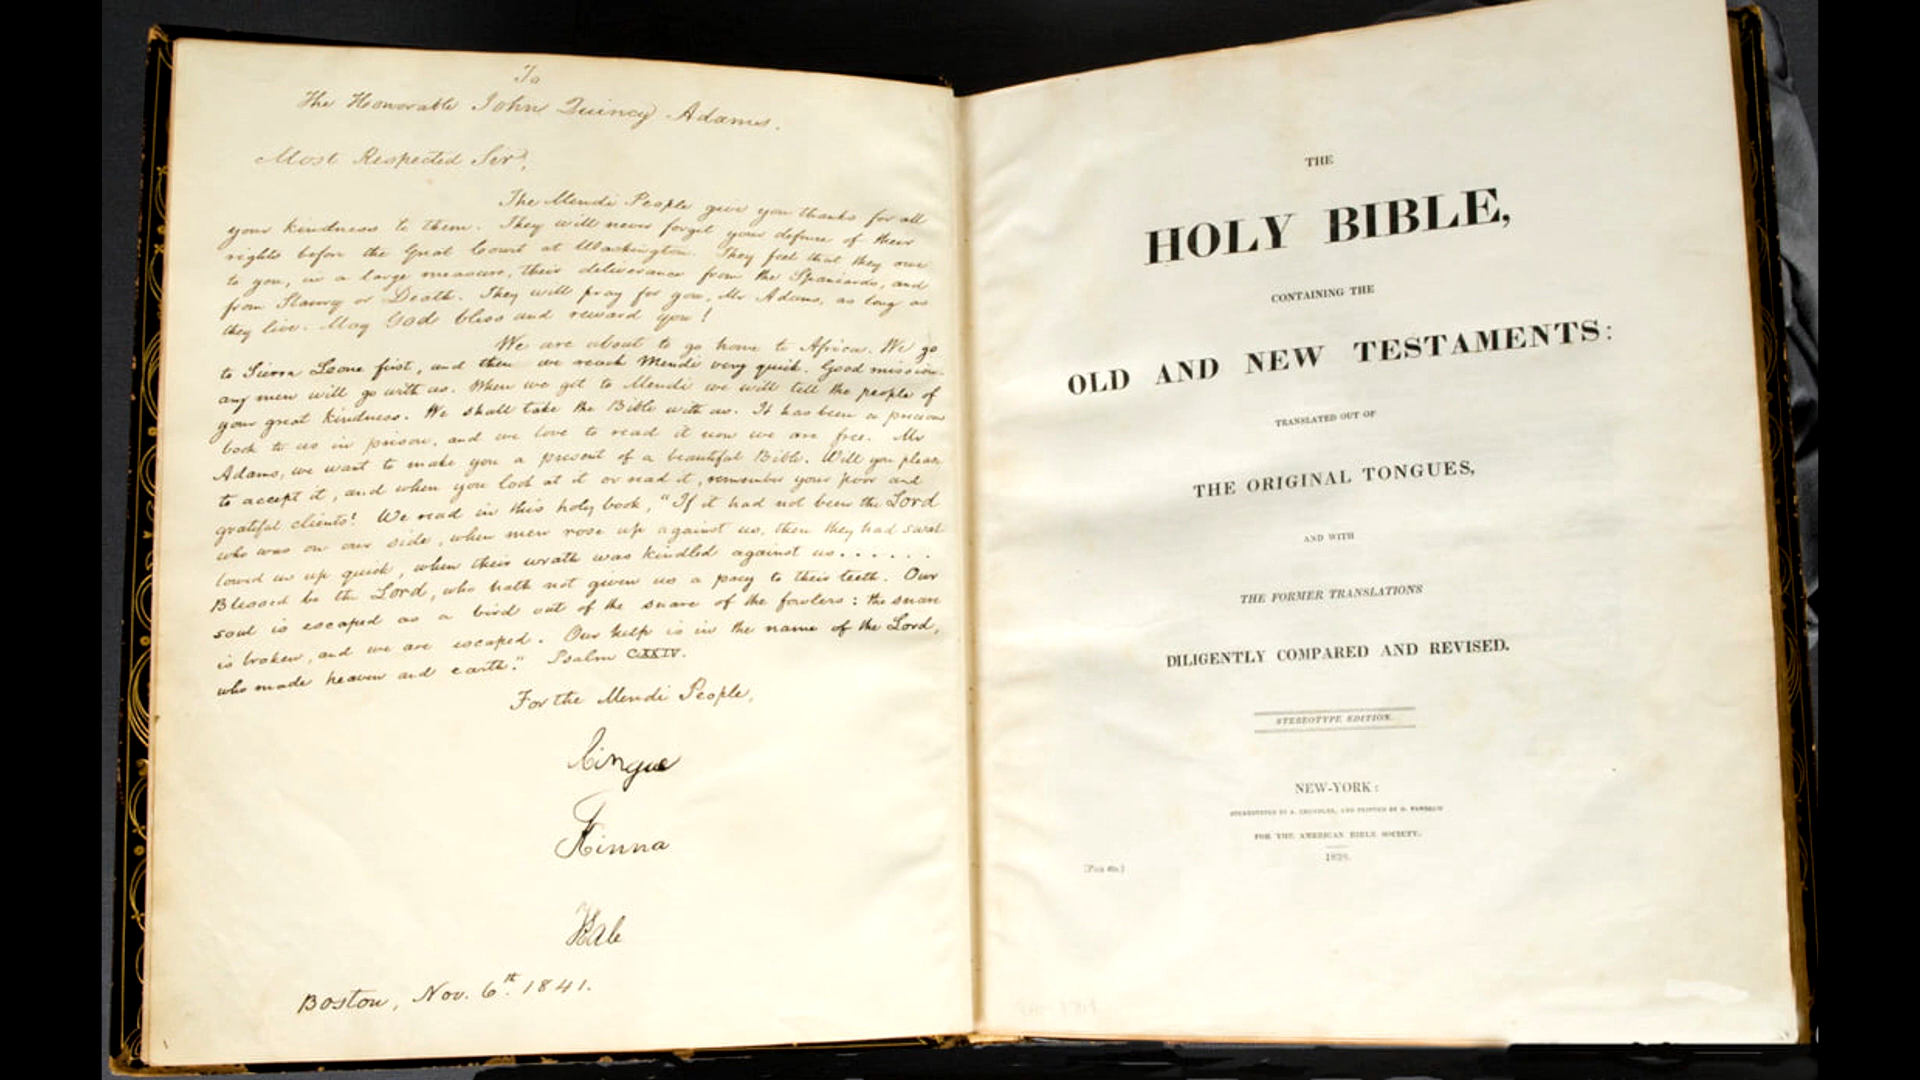 To
The Honorable John Quincy Adams.
Most Respected Sir,
The Mendi People give you thanks for all
your kindness to them. They will never forget your defence of their
rights before the Great Court at Washington. They feel that they owe
to you, in a large measure, their deliverance from the Spaniards, and
from Slavery or Death. They will pray for you, Mr Adams, as long as
they live. May God bless and reward you!
We are about to go home to Africa. We go
to Sierra Leone first, and then we reach Mendi very quick. Good mission-
ary men will go with us. When we get to Mendi we will tell the people of
your great kindness. We shall take the Bible with us. It has been a precious
book to us in prison, and we love to read it now we are free. Mr
Adams, we want to make you a present of a beautiful Bible. Will you please
to accept it, and when you look at it or read it, remember your poor and
grateful clients? We read in this holy book, "If it had not been the Lord
who was on our side, when men rose up against us, then they had swal
lowed us up quick, when their wrath was kindled against us. . . . . .
Blessed be the Lord, who hath not given us a prey to their teeth. Our
soul is escaped as a bird out of the snare of the fowlers: the snare
is broken, and we are escaped. Our help is in the name of the Lord,
who made heaven and earth." Psalm CXXIV.
For the Mendi People,
Cingue
Kinna
Kale
Boston, Nov. 6th. 1841.
THE
HOLY BIBLE,
CONTAINING THE
OLD AND NEW TESTAMENTS:
TRANSLATED OUT OF
THE ORIGINAL TONGUES,
AND WITH
THE FORMER TRANSLATIONS
DILIGENTLY COMPARED AND REVISED.
STEREOTYPE EDITION.
NEW-YORK:
STEREOTYPED BY A. CHANDLER, AND PRINTED BY D. FANSHAW
FOR THE AMERICAN BIBLE SOCIETY.